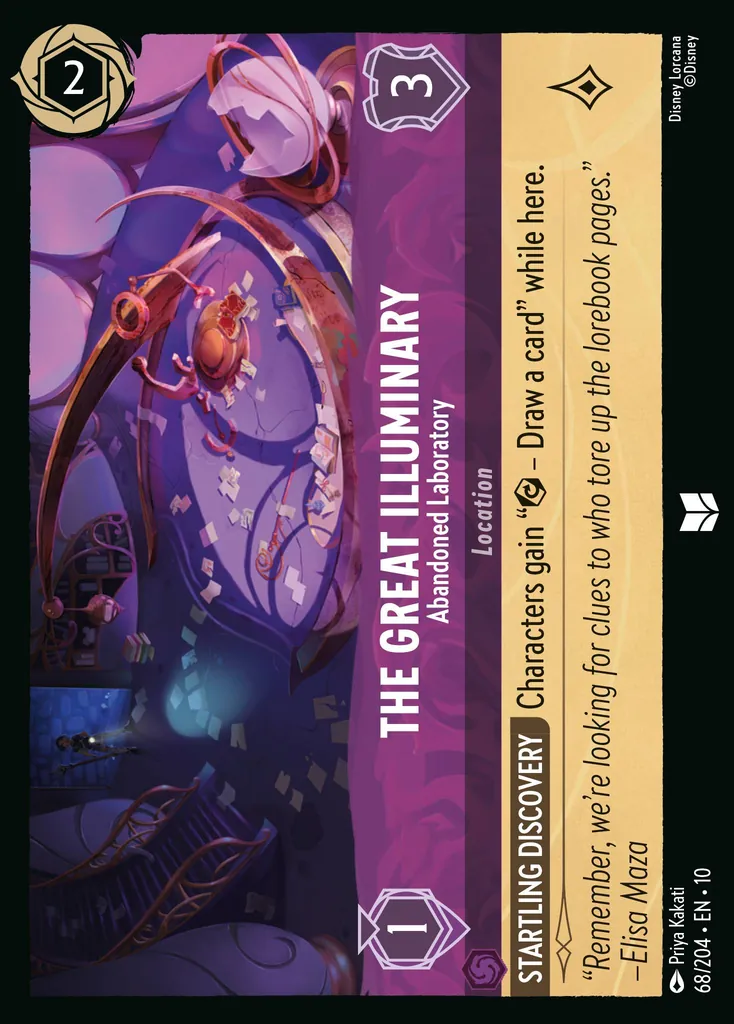 2
THE GREAT ILLUMINARY
Abandoned Laboratory
1
3
Location
STARTLING DISCOVERY Characters gain “ – Draw a card” while here.
“Remember, we’re looking for clues to who tore up the lorebook pages.”
–Elisa Maza
Priya Kakati
68/204 • EN • 10
Disney Lorcana
©Disney